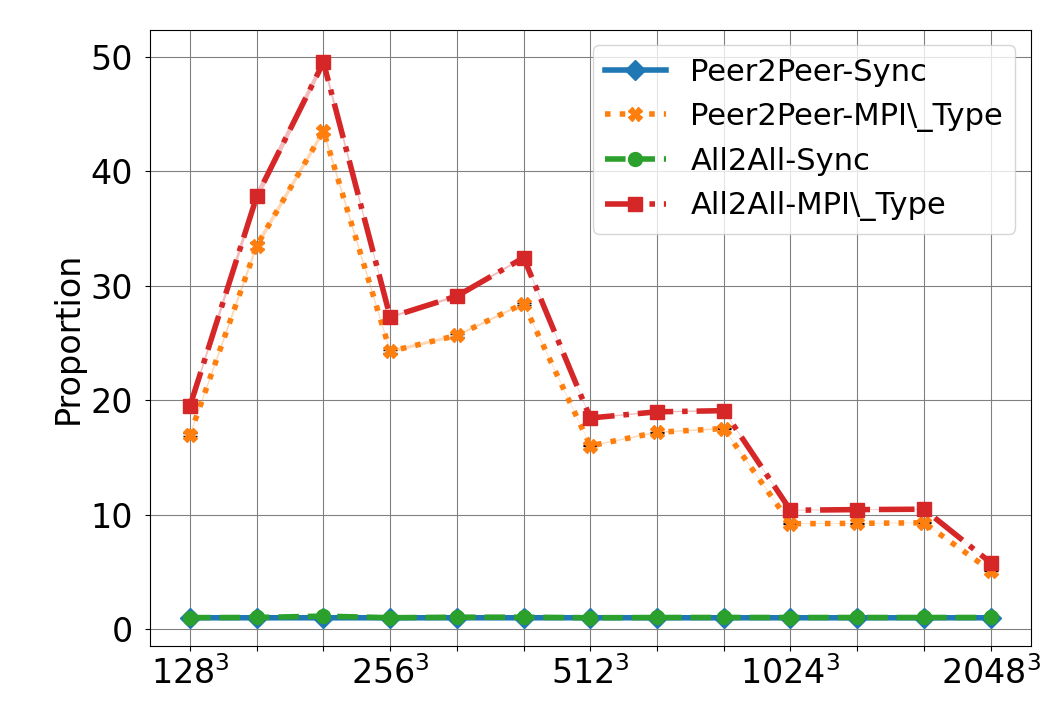 50
40
30
20
10
0
Proportion
Peer2Peer-Sync
Peer2Peer-MPI\_Type
All2All-Sync
All2All-MPI\_Type
128³ 256³ 512³ 1024³ 2048³